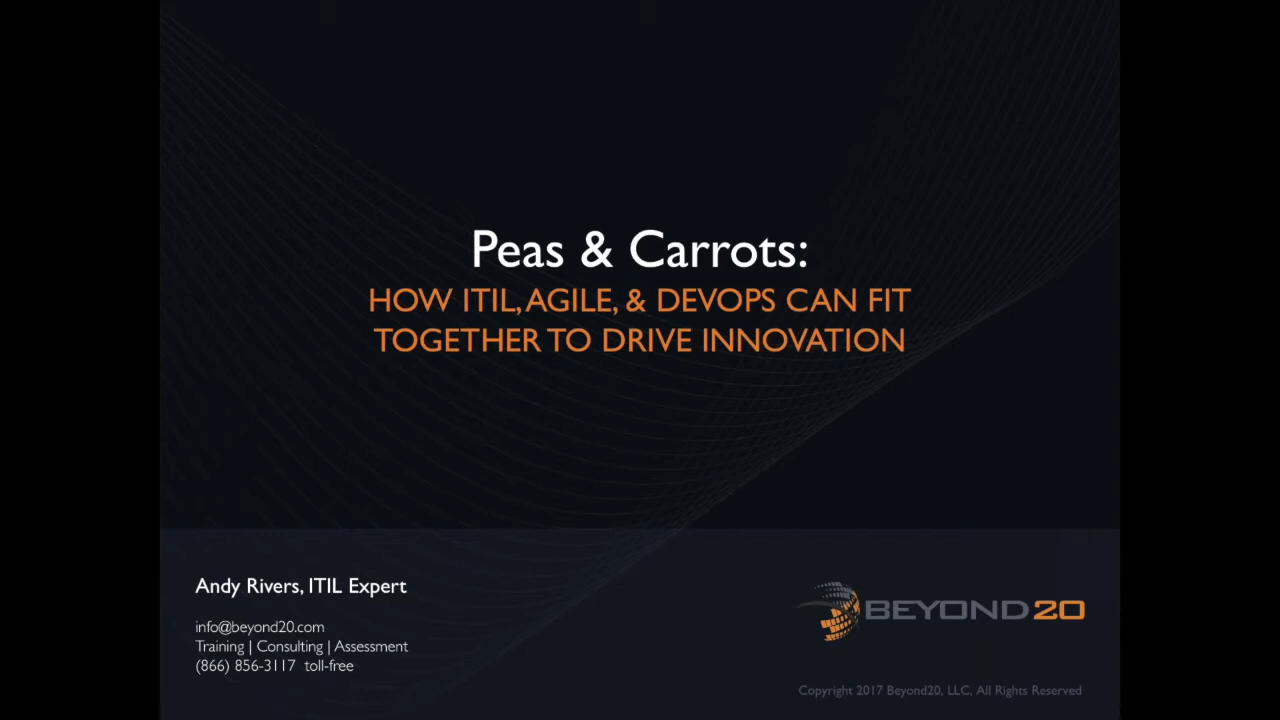 Peas & Carrots:
HOW ITIL, AGILE, & DEVOPS CAN FIT
TOGETHER TO DRIVE INNOVATION
Andy Rivers, ITIL Expert
info@beyond20.com
Training | Consulting | Assessment
(866) 856-3117 toll-free
BEYOND20
Copyright 2017 Beyond20, LLC, All Rights Reserved